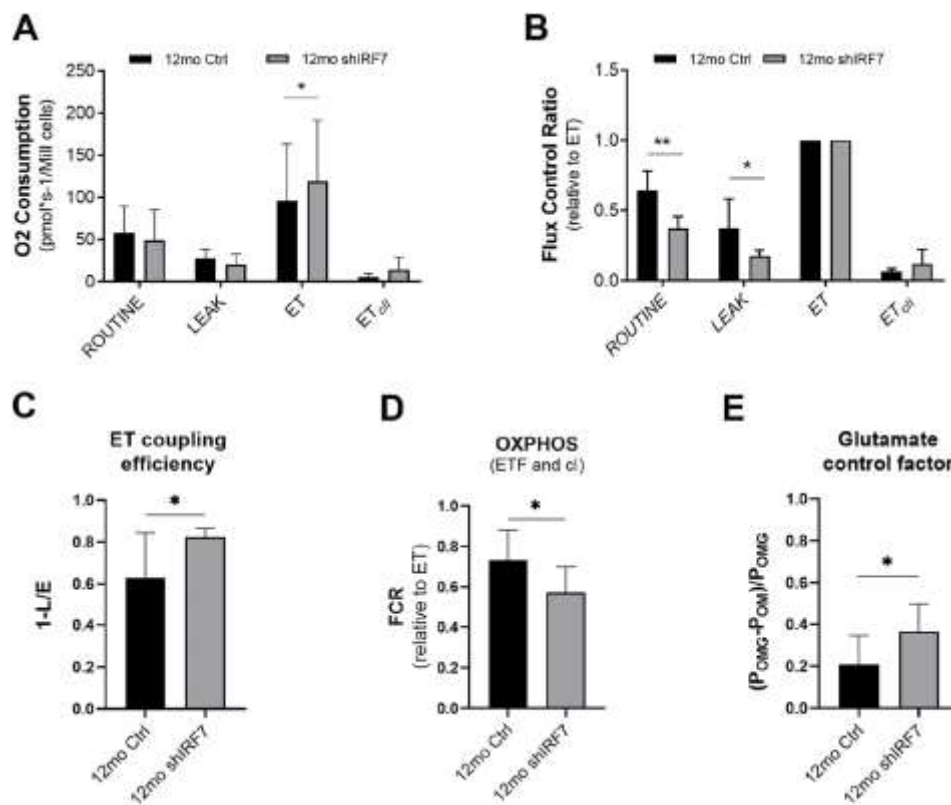 A
12mo Ctrl 12mo shIRF7
O2 Consumption
(pmol*s-1/Mill cells)
250
200
150
100
50
0
*
ROUTINE LEAK ET ETcII
B
12mo Ctrl 12mo shIRF7
Flux Control Ratio
(relative to ET)
1.5
1.0
0.5
0.0
** *
ROUTINE LEAK ET ETcII
C
ET coupling
efficiency
1-L/E
1.0
0.8
0.6
0.4
0.2
0.0
*
12mo Ctrl 12mo shIRF7
D
OXPHOS
(ETF and cI)
FCR
(relative to ET)
1.0
0.8
0.6
0.4
0.2
0.0
*
12mo Ctrl 12mo shIRF7
E
Glutamate
control factor
(POMG-POM)/POMG
1.0
0.8
0.6
0.4
0.2
0.0
*
12mo Ctrl 12mo shIRF7